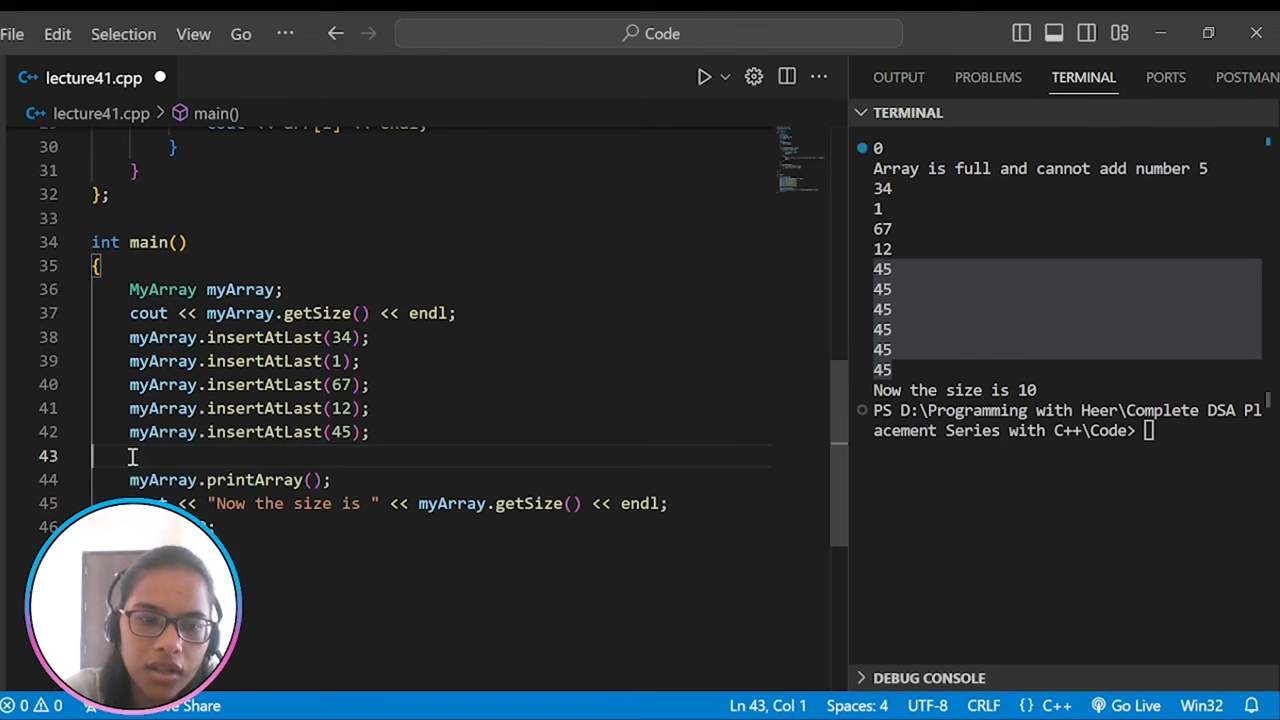 File Edit Selection View Go ··· Code
lecture41.cpp
lecture41.cpp > main()
30 }
31 }
32 };
33
34 int main()
35 {
36 MyArray myArray;
37 cout << myArray.getSize() << endl;
38 myArray.insertAtLast(34);
39 myArray.insertAtLast(1);
40 myArray.insertAtLast(67);
41 myArray.insertAtLast(12);
42 myArray.insertAtLast(45);
43
44 myArray.printArray();
45 << "Now the size is " << myArray.getSize() << endl;
46
OUTPUT PROBLEMS TERMINAL PORTS POSTMAN
TERMINAL
0
Array is full and cannot add number 5
34
1
67
12
45
45
45
45
45
45
Now the size is 10
PS D:\Programming with Heer\Complete DSA Pl
acement Series with C++\Code>
DEBUG CONSOLE
0 0 Share Ln 43, Col 1 Spaces: 4 UTF-8 CRLF {} C++ Go Live Win32